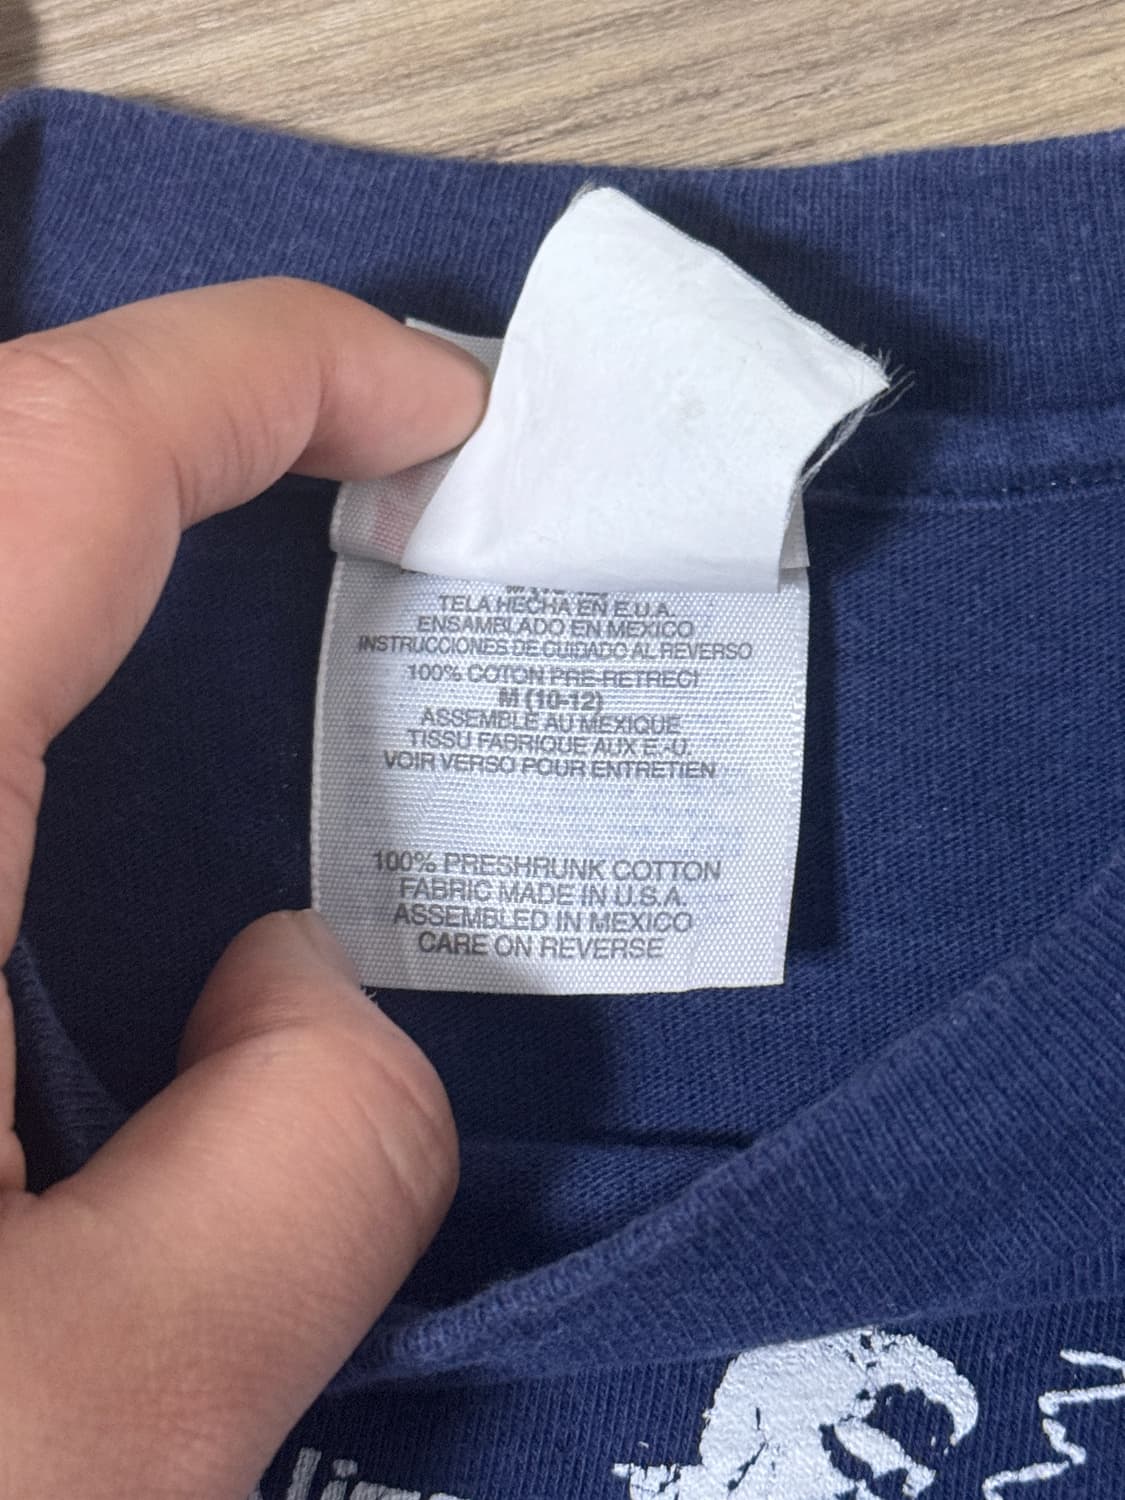 TELA HECHA EN E.U.A.
ENSAMBLADO EN MEXICO
INSTRUCCIONES DE CUIDADO AL REVERSO
100% COTON PRE-RETRECI
M (10-12)
ASSEMBLE AU MEXIQUE
TISSU FABRIQUE AUX E.-U.
VOIR VERSO POUR ENTRETIEN
100% PRESHRUNK COTTON
FABRIC MADE IN U.S.A.
ASSEMBLED IN MEXICO
CARE ON REVERSE